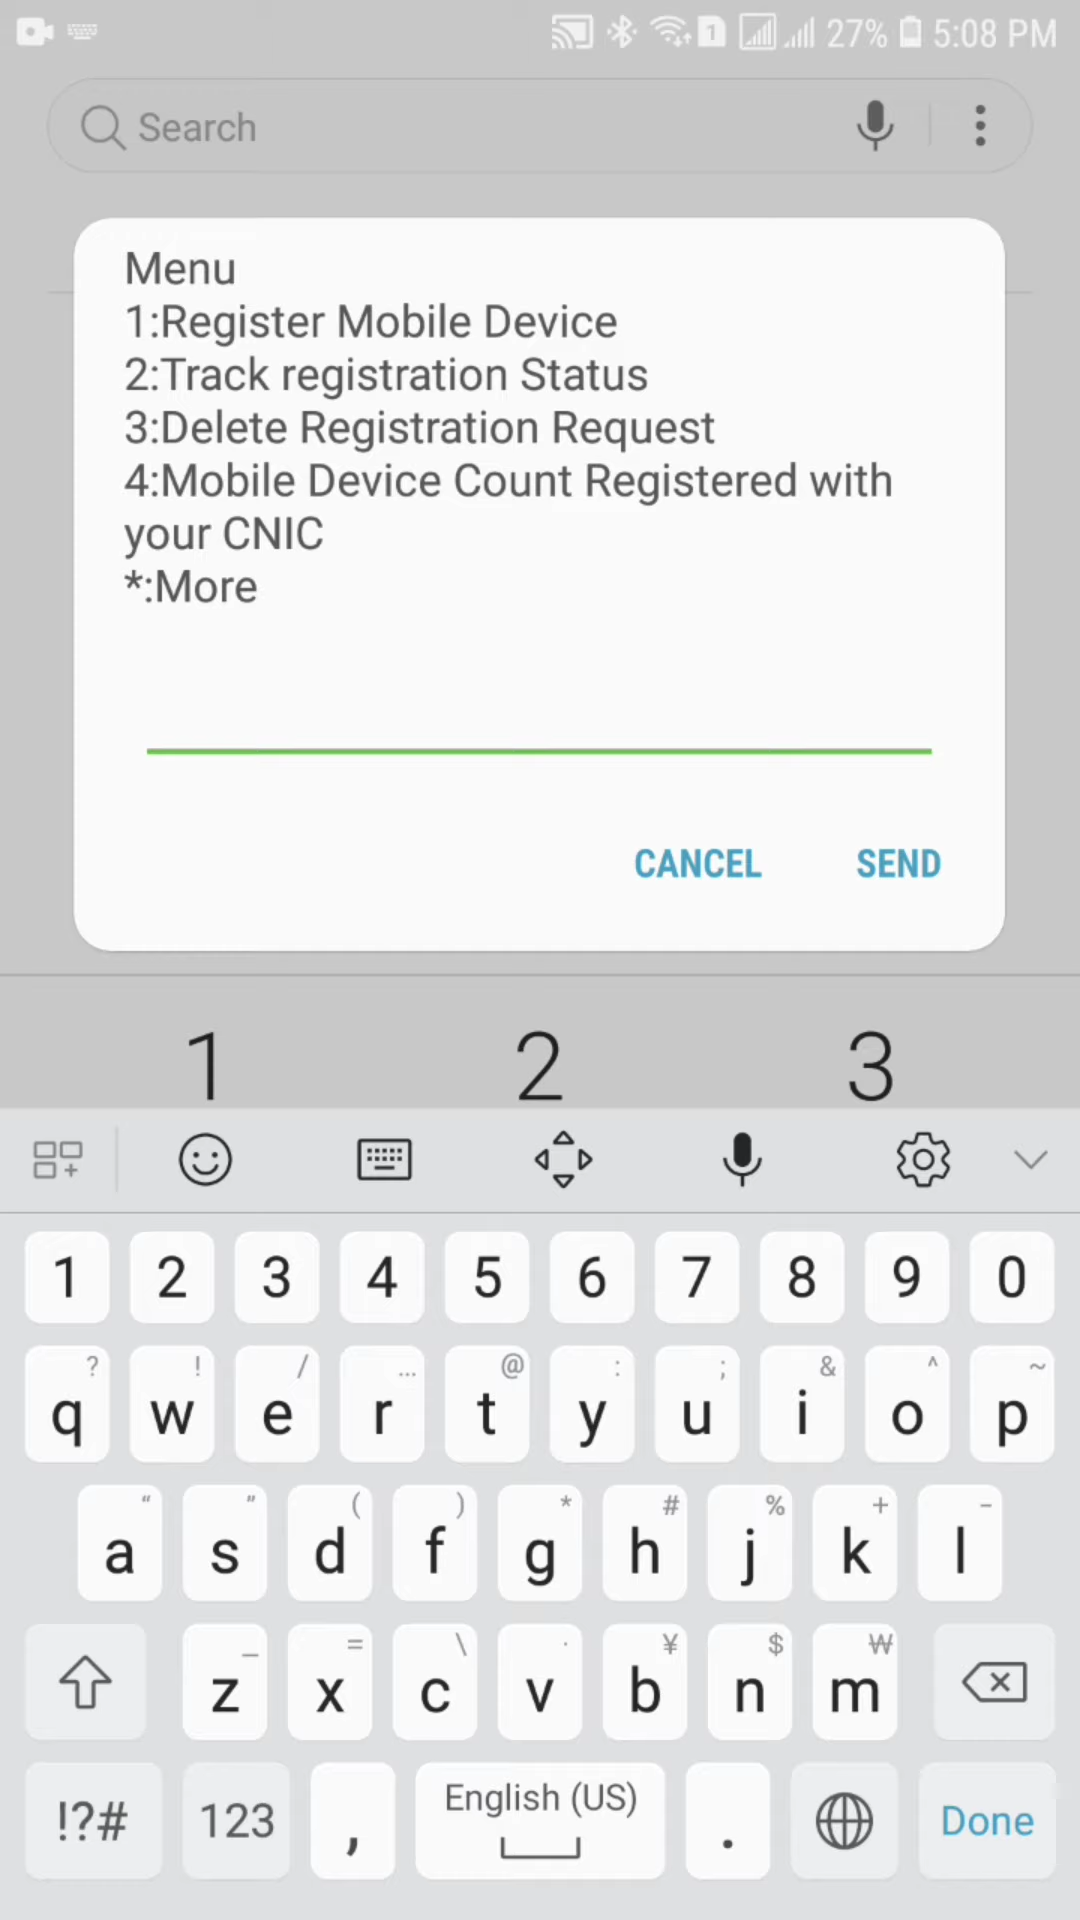 1 27% 5:08 PM
Search
Menu
1:Register Mobile Device
2:Track registration Status
3:Delete Registration Request
4:Mobile Device Count Registered with
your CNIC
*:More
CANCEL SEND
1 2 3
1 2 3 4 5 6 7 8 9 0
? ! / ... @ : ; & ^ ~
q w e r t y u i o p
“ ” ( ) * # % + -
a s d f g h j k l
_ = \ · ¥ $ ₩
z x c v b n m
!?# 123 , English (US) . Done